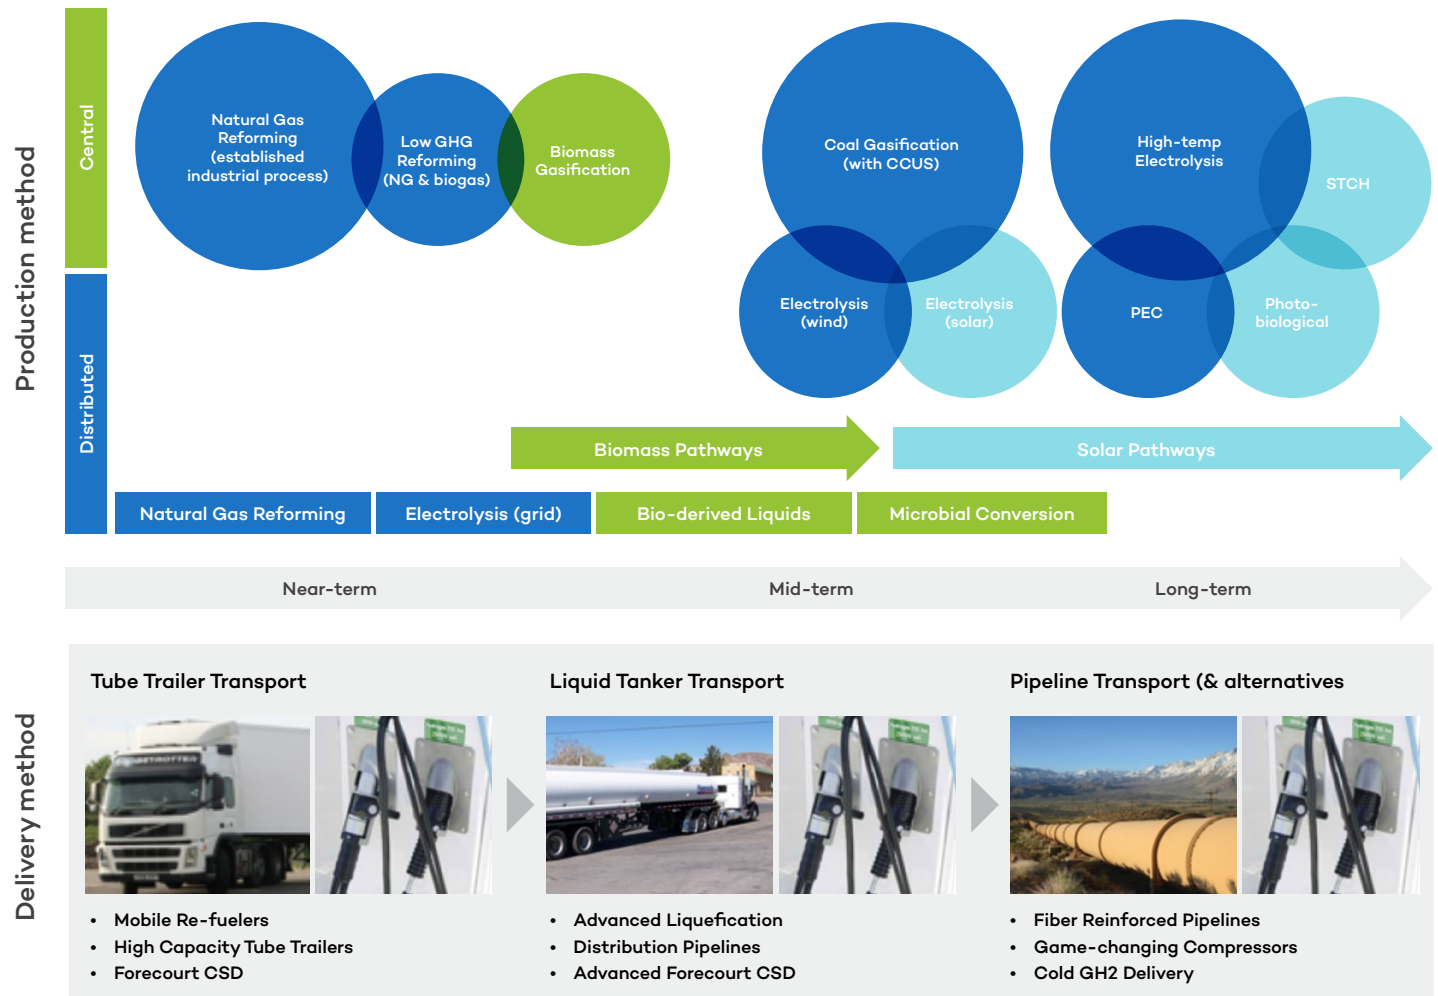 Production method
Central
Distributed
Natural Gas
Reforming
(established
industrial process)
Low GHG
Reforming
(NG & biogas)
Biomass
Gasification
Coal Gasification
(with CCUS)
High-temp
Electrolysis
STCH
Electrolysis
(wind)
Electrolysis
(solar)
PEC
Photo-
biological
Biomass Pathways
Solar Pathways
Natural Gas Reforming
Electrolysis (grid)
Bio-derived Liquids
Microbial Conversion
Near-term
Mid-term
Long-term
Delivery method
Tube Trailer Transport
• Mobile Re-fuelers
• High Capacity Tube Trailers
• Forecourt CSD
Liquid Tanker Transport
• Advanced Liquefication
• Distribution Pipelines
• Advanced Forecourt CSD
Pipeline Transport (& alternatives
• Fiber Reinforced Pipelines
• Game-changing Compressors
• Cold GH2 Delivery